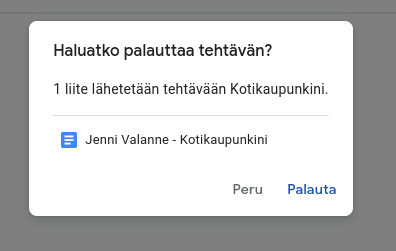 Haluatko palauttaa tehtävän?
1 liite lähetetään tehtävään Kotikaupunkini.
Jenni Valanne - Kotikaupunkini
Peru Palauta